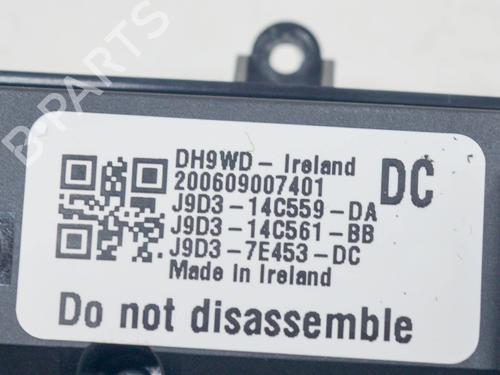 B-PARTS
DH9WD - Ireland
200609007401
DC
J9D3-14C559-DA
J9D3-14C561-BB
J9D3-7E453-DC
Made in Ireland
Do not disassemble